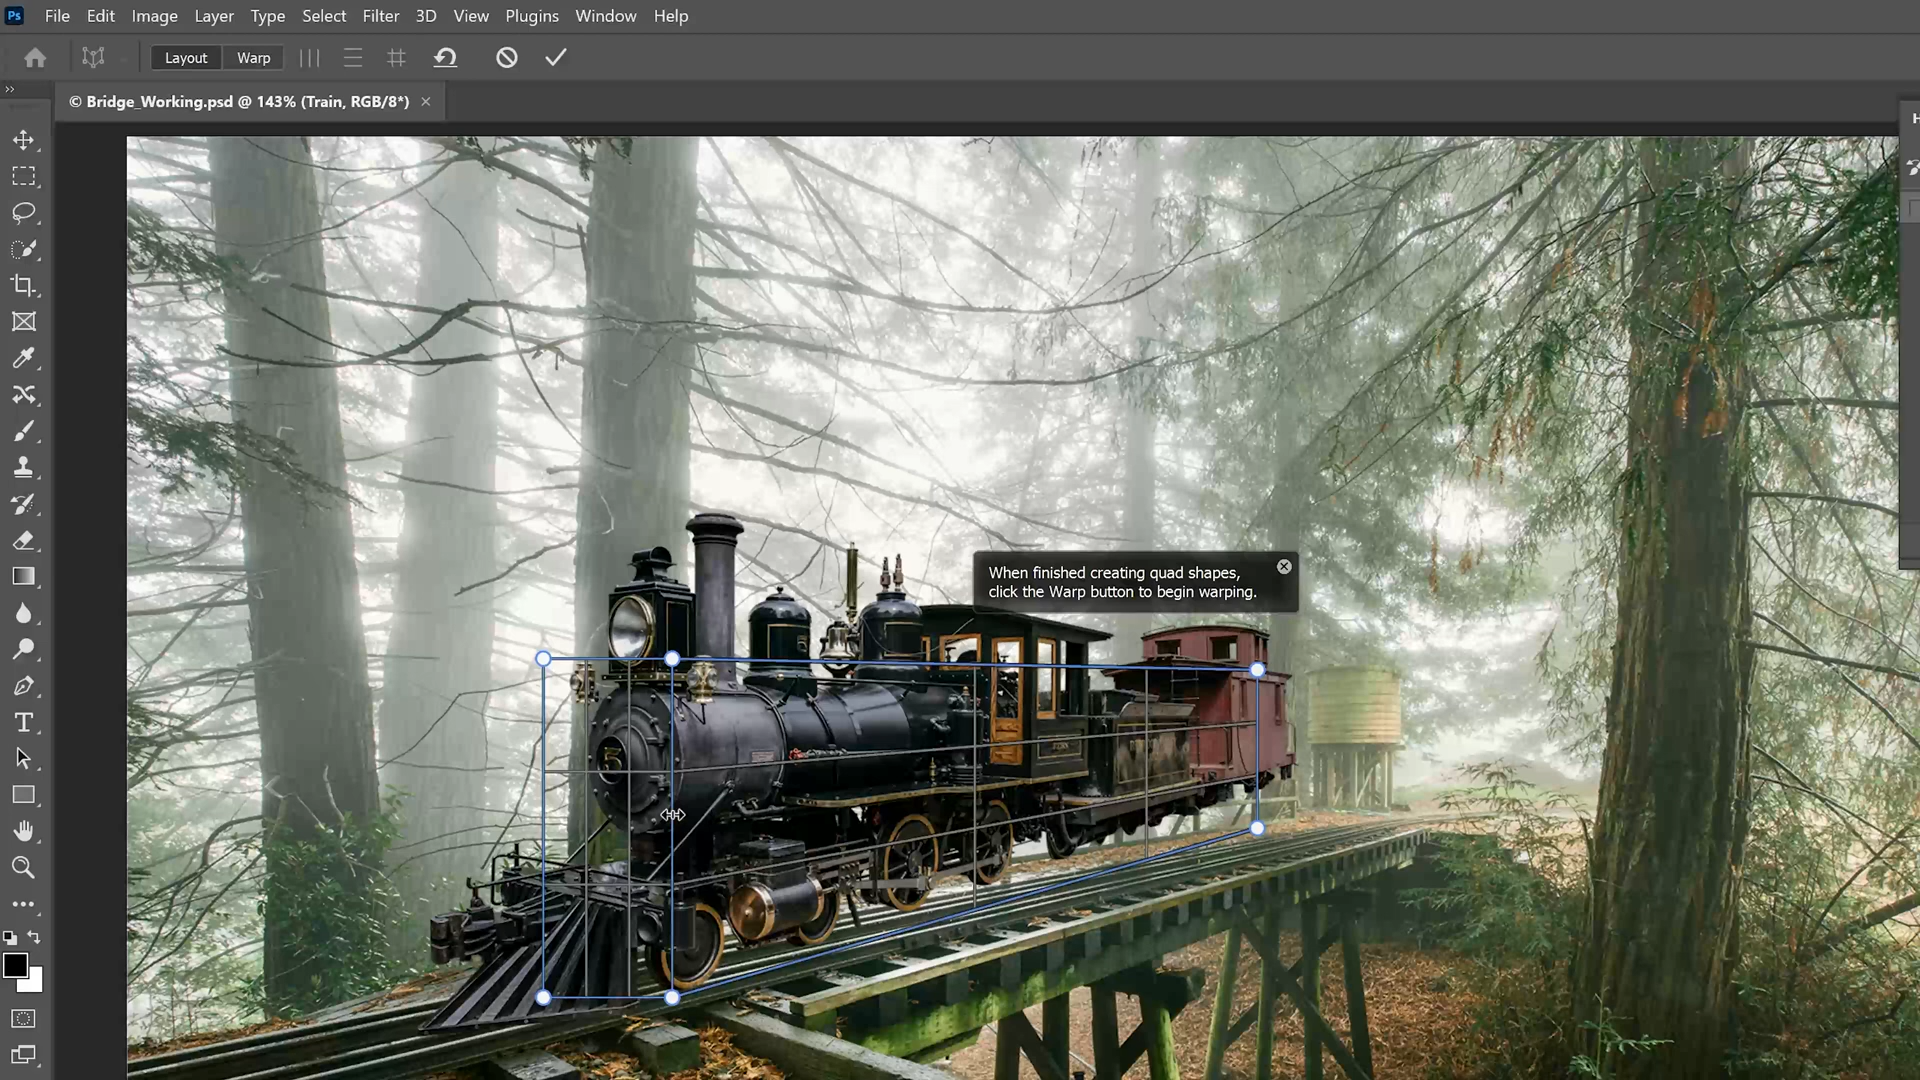 Ps File Edit Image Layer Type Select Filter 3D View Plugins Window Help
Layout Warp
© Bridge_Working.psd @ 143% (Train, RGB/8*) ×
When finished creating quad shapes,
click the Warp button to begin warping.
5